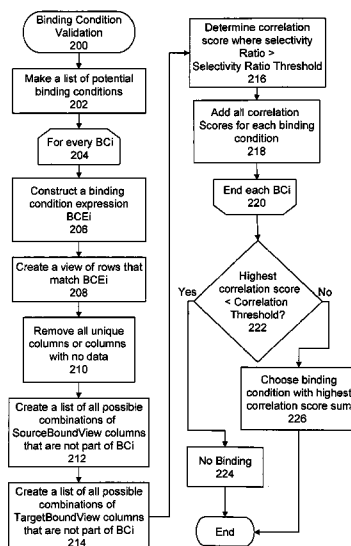 Binding Condition
Validation
200
Make a list of potential
binding conditions
202
For every BCi
204
Construct a binding
condition expression
BCEi
206
Create a view of rows that
match BCEi
208
Remove all unique
columns or columns
with no data
210
Create a list of all possible
combinations of
SourceBoundView columns
that are not part of BCi
212
Create a list of all possible
combinations of
TargetBoundView columns
that are not part of BCi
214
Determine correlation
score where selectivity
Ratio >
Selectivity Ratio Threshold
216
Add all correlation
Scores for each binding
condition
218
End each BCi
220
Highest
correlation score
< Correlation
Threshold?
222
Yes
No
Choose binding
condition with highest
correlation score sum
226
No Binding
224
End